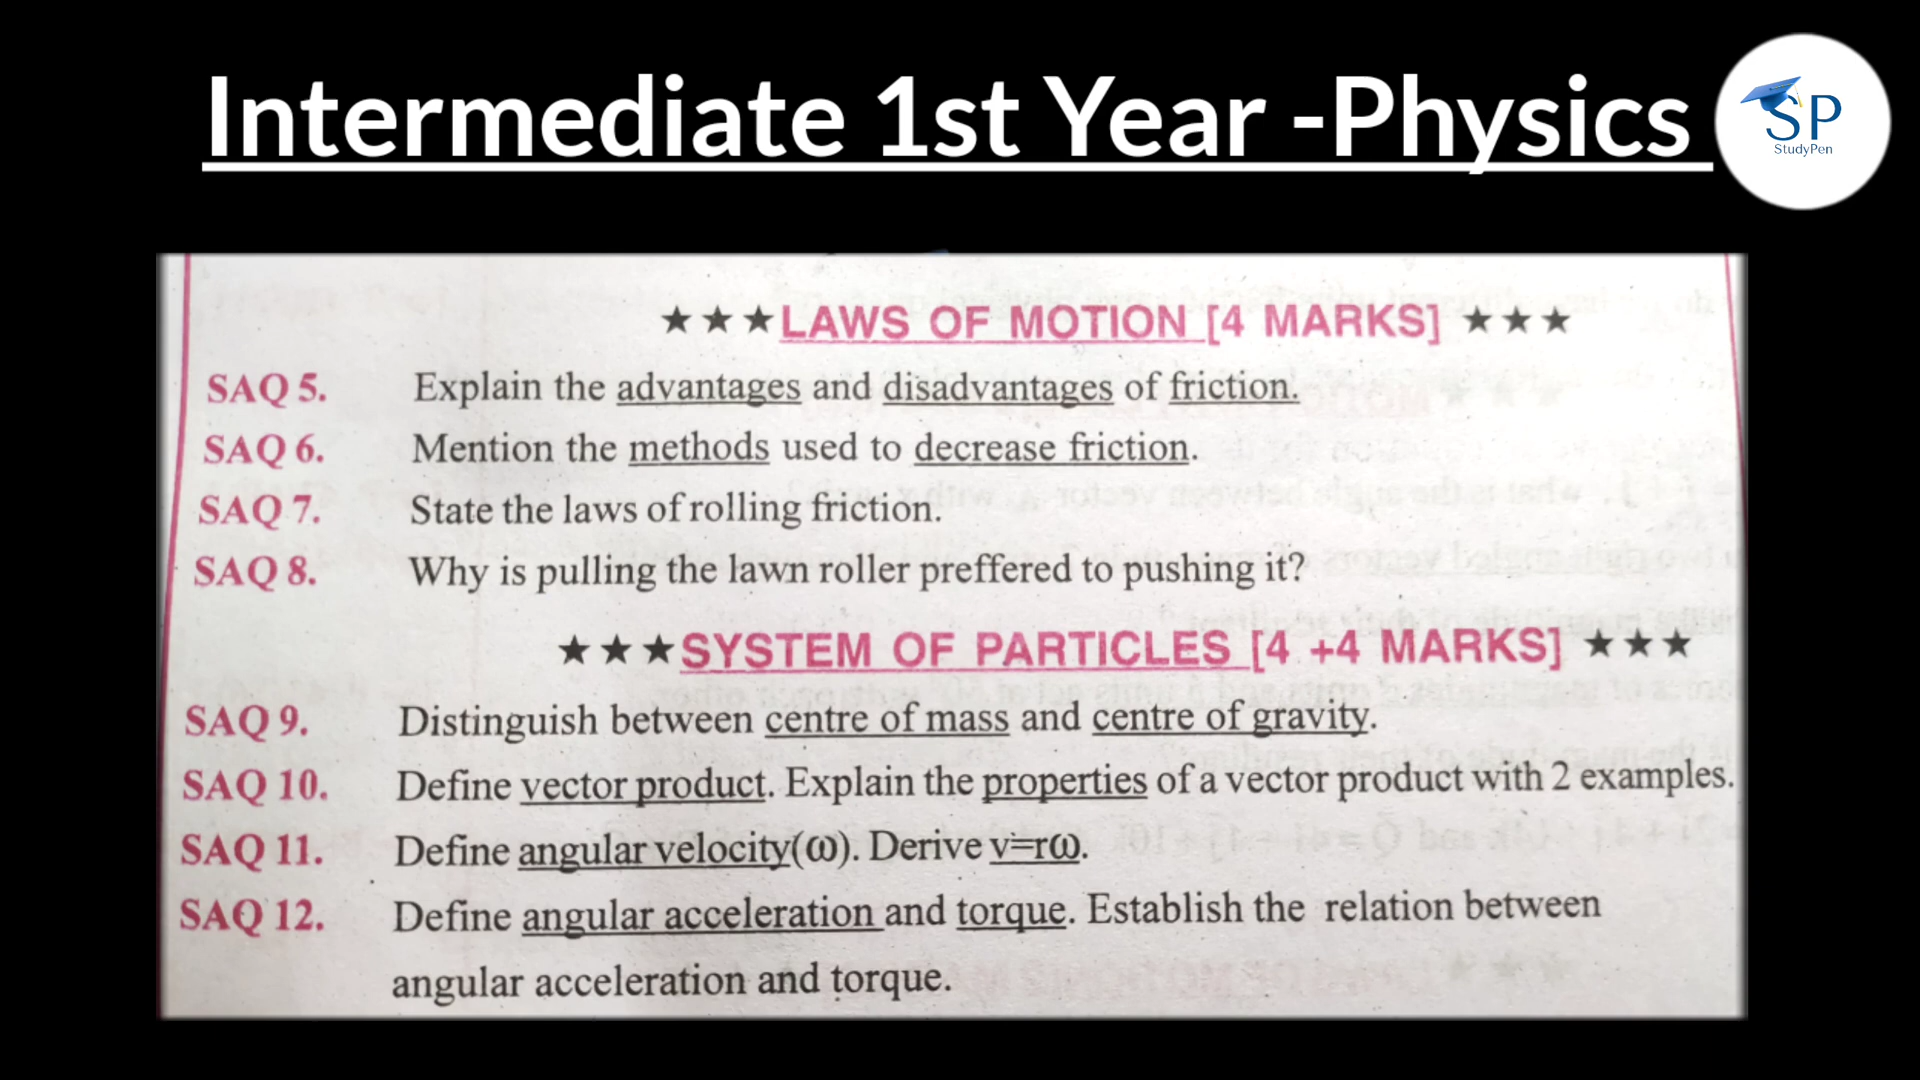 Intermediate 1st Year -Physics
SP
StudyPen
★★★LAWS OF MOTION [4 MARKS] ★★★
SAQ 5. Explain the advantages and disadvantages of friction.
SAQ 6. Mention the methods used to decrease friction.
SAQ 7. State the laws of rolling friction.
SAQ 8. Why is pulling the lawn roller preffered to pushing it?
★★★SYSTEM OF PARTICLES [4 +4 MARKS] ★★★
SAQ 9. Distinguish between centre of mass and centre of gravity.
SAQ 10. Define vector product. Explain the properties of a vector product with 2 examples.
SAQ 11. Define angular velocity(ω). Derive v=rω.
SAQ 12. Define angular acceleration and torque. Establish the relation between
angular acceleration and torque.